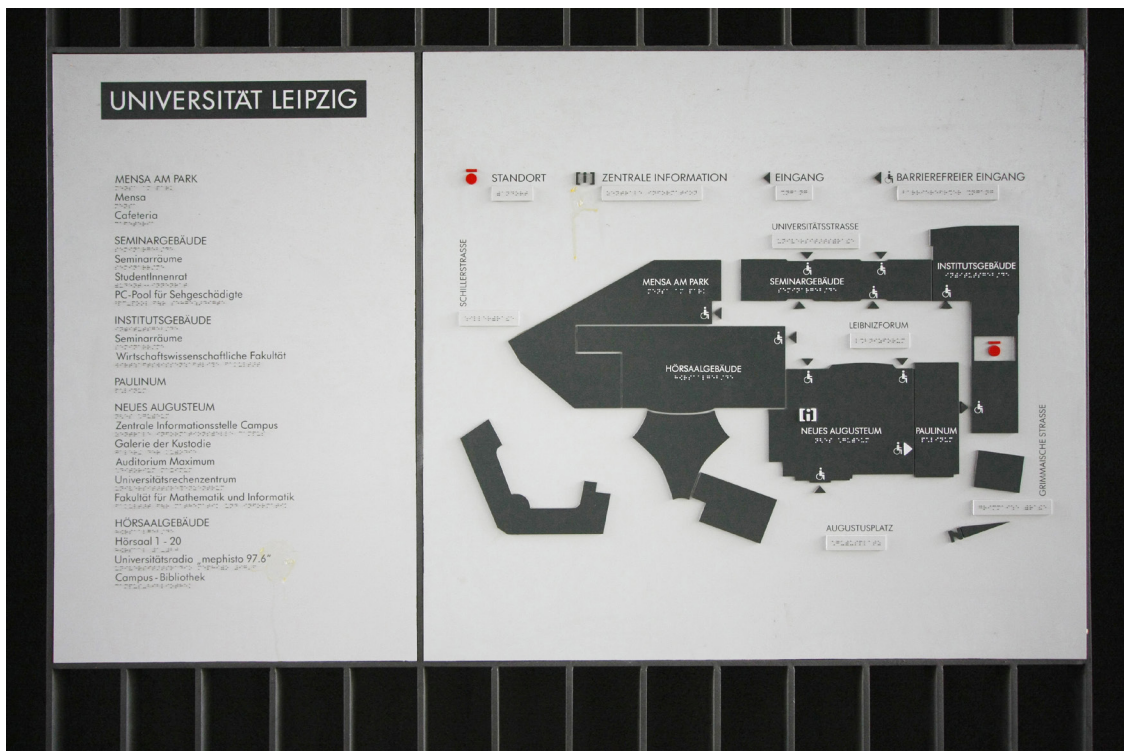 UNIVERSITÄT LEIPZIG
MENSA AM PARK
Mensa
Cafeteria
SEMINARGEBÄUDE
Seminarräume
StudentInnenrat
PC-Pool für Sehgeschädigte
INSTITUTSGEBÄUDE
Seminarräume
Wirtschaftswissenschaftliche Fakultät
PAULINUM
NEUES AUGUSTEUM
Zentrale Informationsstelle Campus
Galerie der Kustodie
Auditorium Maximum
Universitätsrechenzentrum
Fakultät für Mathematik und Informatik
HÖRSAALGEBÄUDE
Hörsaal 1 - 20
Universitätsradio „mephisto 97.6“
Campus - Bibliothek
STANDORT
[i] ZENTRALE INFORMATION
EINGANG
BARRIEREFREIER EINGANG
UNIVERSITÄTSSTRASSE
SCHILLERSTRASSE
MENSA AM PARK
SEMINARGEBÄUDE
INSTITUTSGEBÄUDE
LEIBNIZFORUM
HÖRSAALGEBÄUDE
[i]
NEUES AUGUSTEUM
PAULINUM
GRIMMAISCHE STRASSE
AUGUSTUSPLATZ
N